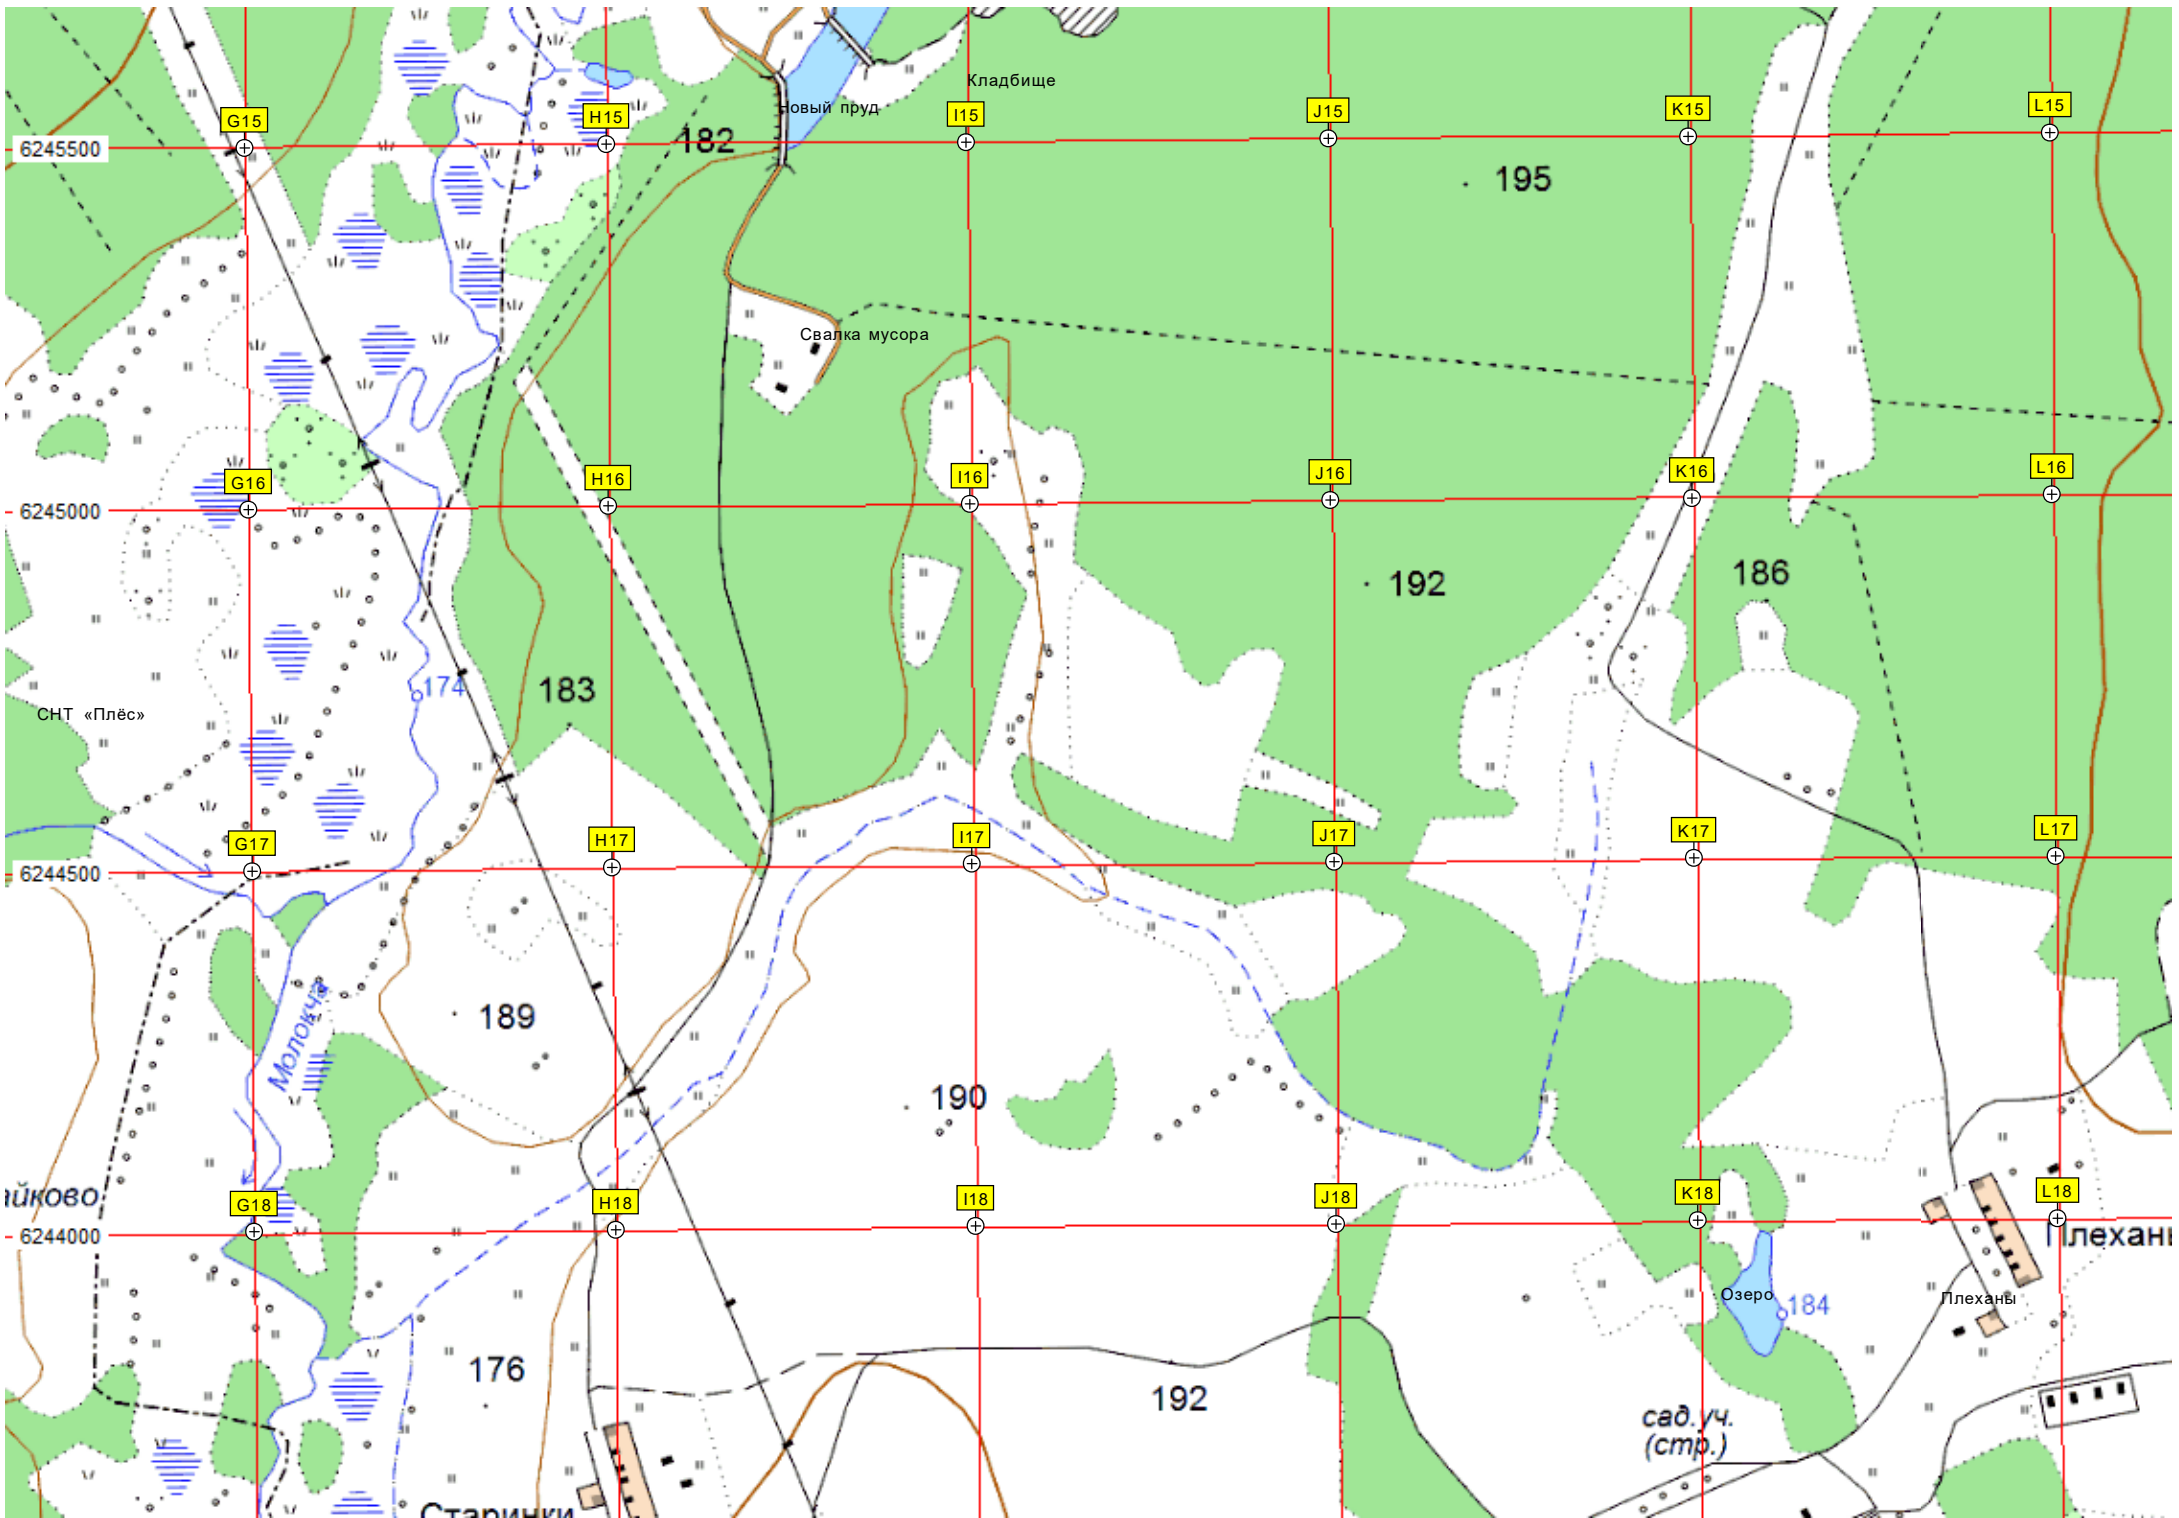 Кладбище
Новый пруд
G15
H15
I15
J15
K15
L15
6245500
182
195
Свалка мусора
G16
H16
I16
J16
K16
L16
6245000
192
186
174
183
СНТ «Плёс»
G17
H17
I17
J17
K17
L17
6244500
Молокча
189
190
айково
G18
H18
I18
J18
K18
L18
6244000
Плехань
Озеро
184
Плеханы
176
192
сад.уч.
(стр.)
Старинки